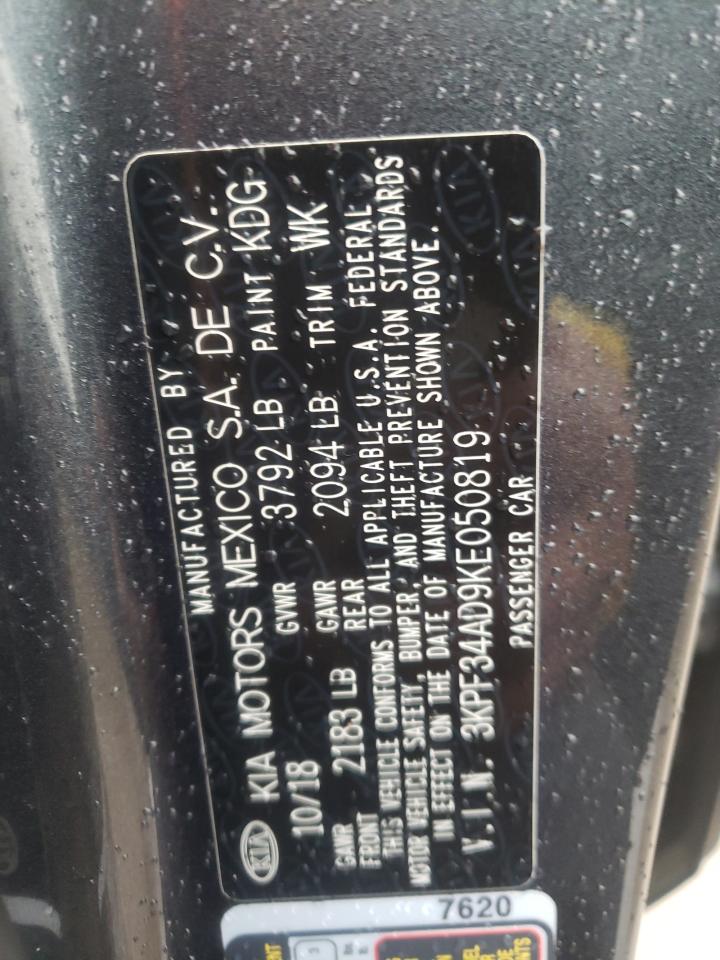 MANUFACTURED BY
KIA KIA MOTORS MEXICO S.A. DE C.V.
10/18 GVWR 3792 LB PAINT KDG
GAWR FRONT 2183 LB GAWR REAR 2094 LB TRIM WK
THIS VEHICLE CONFORMS TO ALL APPLICABLE U.S.A. FEDERAL
MOTOR VEHICLE SAFETY, BUMPER, AND THEFT PREVENTION STANDARDS
IN EFFECT ON THE DATE OF MANUFACTURE SHOWN ABOVE.
V.I.N. 3KPF34AD9KE050819
PASSENGER CAR
7620